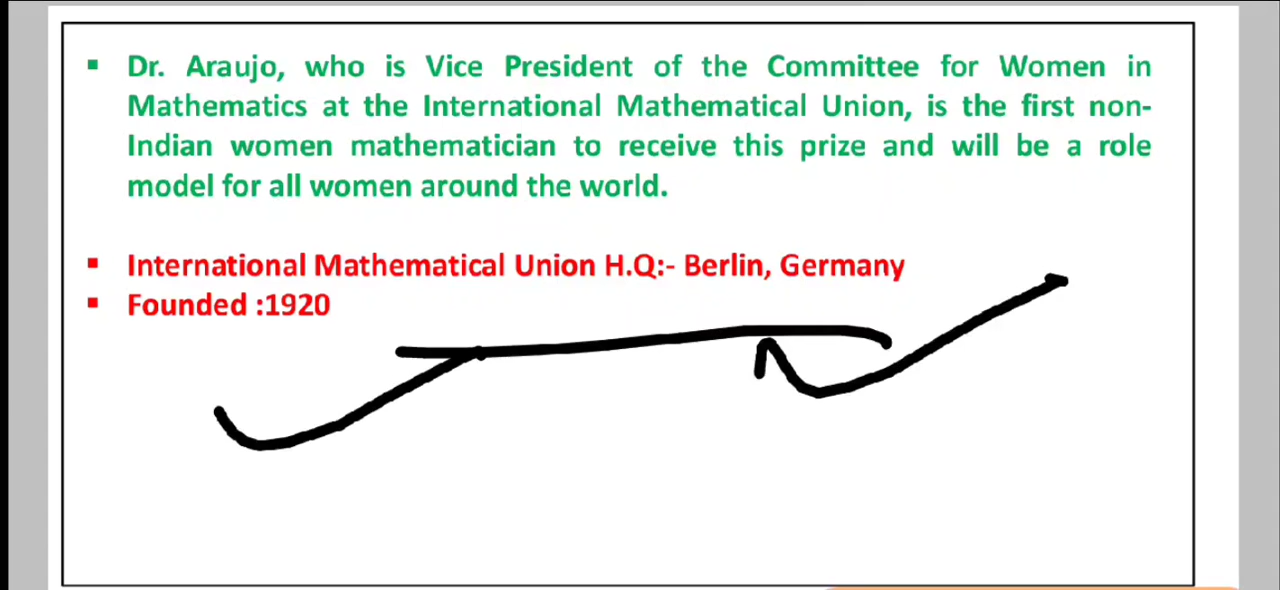 ▪ Dr. Araujo, who is Vice President of the Committee for Women in
Mathematics at the International Mathematical Union, is the first non-
Indian women mathematician to receive this prize and will be a role
model for all women around the world.
▪ International Mathematical Union H.Q:- Berlin, Germany
▪ Founded :1920